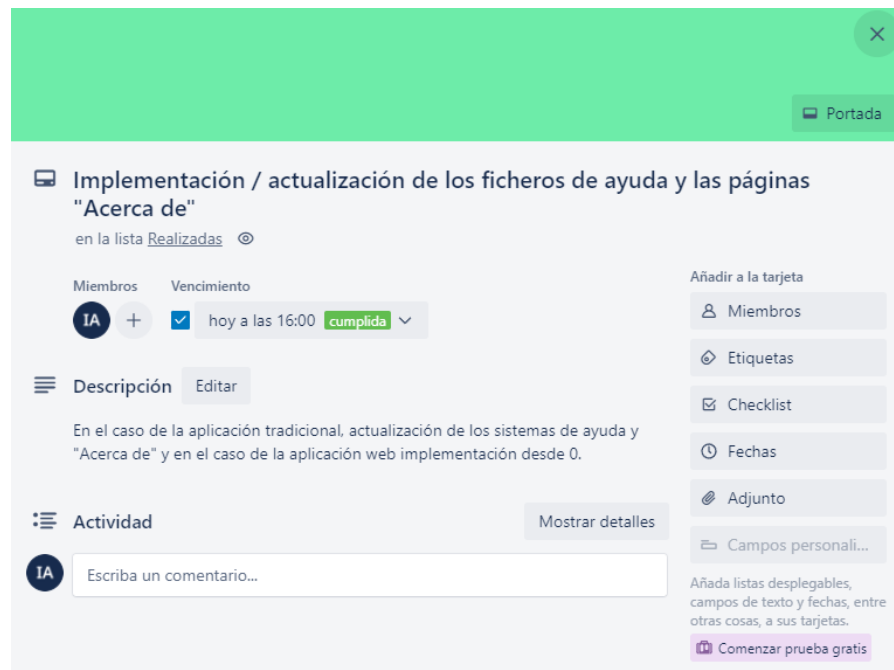 Portada
Implementación / actualización de los ficheros de ayuda y las páginas
"Acerca de"
en la lista Realizadas
Miembros
Vencimiento
IA
hoy a las 16:00 cumplida
Descripción
Editar
En el caso de la aplicación tradicional, actualización de los sistemas de ayuda y
"Acerca de" y en el caso de la aplicación web implementación desde 0.
Actividad
Mostrar detalles
IA
Escriba un comentario...
Añadir a la tarjeta
Miembros
Etiquetas
Checklist
Fechas
Adjunto
Campos personali...
Añada listas desplegables,
campos de texto y fechas, entre
otras cosas, a sus tarjetas.
Comenzar prueba gratis